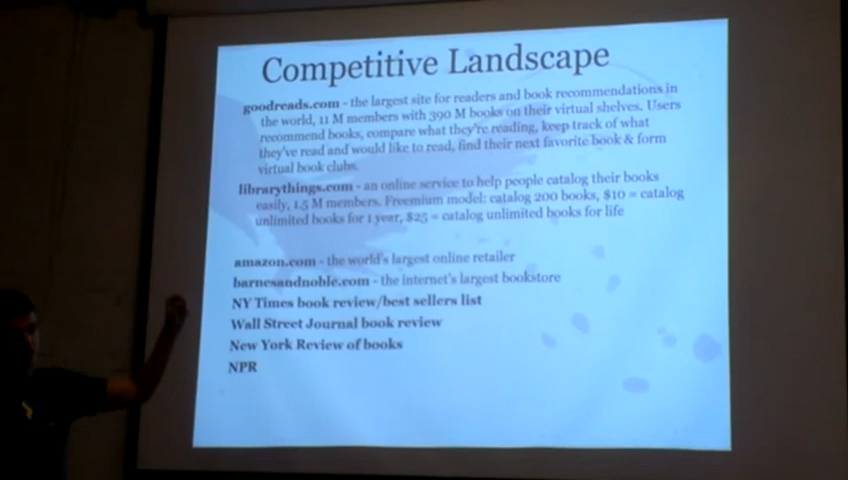 Competitive Landscape
goodreads.com - the largest site for readers and book recommendations in
the world, 11 M members with 390 M books on their virtual shelves. Users
recommend books, compare what they're reading, keep track of what
they've read and would like to read, find their next favorite book & form
virtual book clubs.
librarythings.com - an online service to help people catalog their books
easily, 1.5 M members. Freemium model: catalog 200 books, $10 = catalog
unlimited books for 1 year, $25 = catalog unlimited books for life
amazon.com - the world's largest online retailer
barnesandnoble.com - the internet's largest bookstore
NY Times book review/best sellers list
Wall Street Journal book review
New York Review of books
NPR